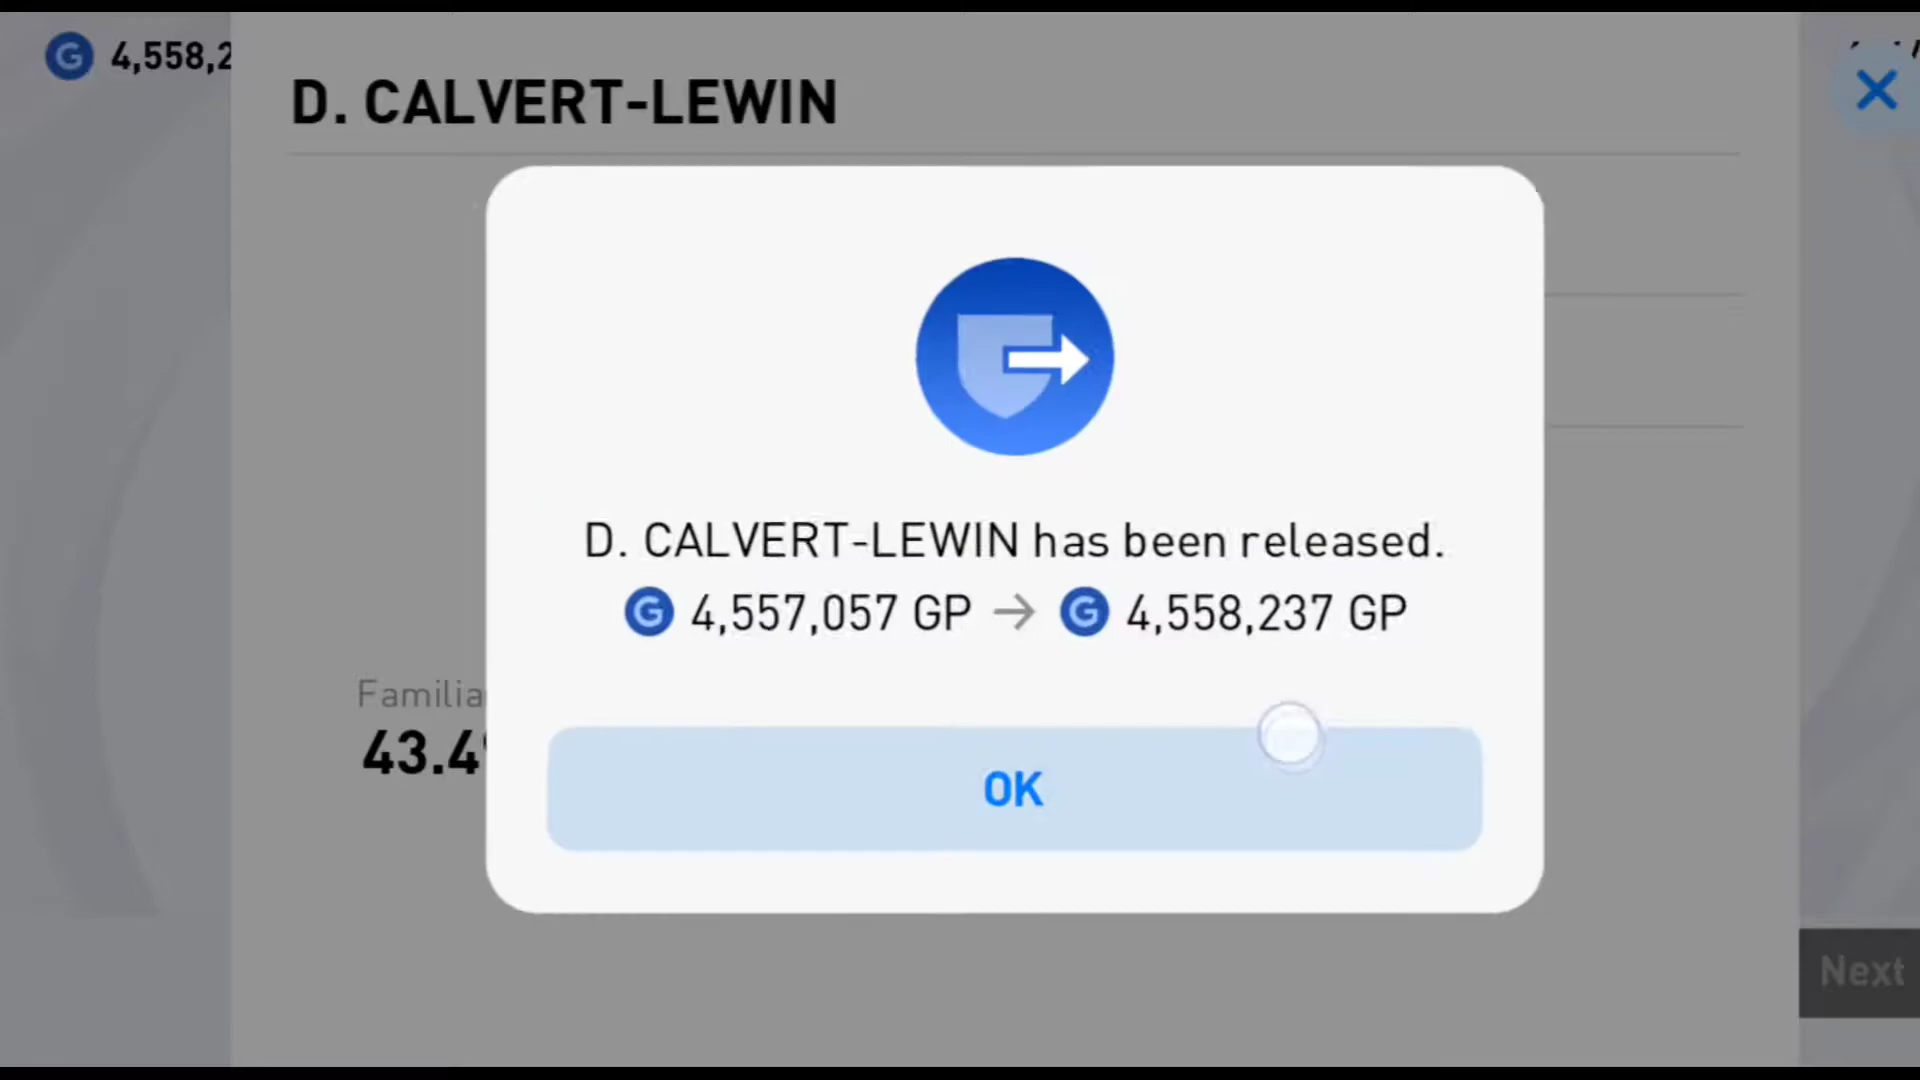 4,558,2
D. CALVERT-LEWIN
D. CALVERT-LEWIN has been released.
G 4,557,057 GP → G 4,558,237 GP
Familia
43.4
OK
Next